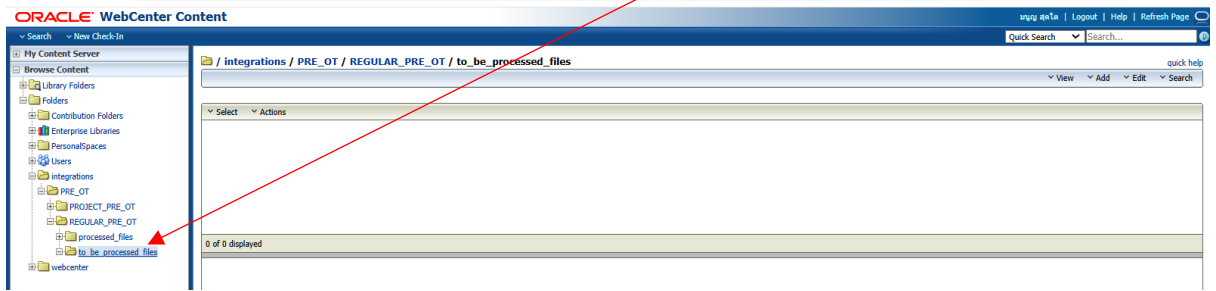 ORACLE WebCenter Content
มนุญ สุดโต | Logout | Help | Refresh Page
Search New Check-In
Quick Search Search...
My Content Server
Browse Content
Library Folders
Folders
Contribution Folders
Enterprise Libraries
PersonalSpaces
Users
integrations
PRE_OT
PROJECT_PRE_OT
REGULAR_PRE_OT
processed_files
to_be_processed_files
webcenter
/ integrations / PRE_OT / REGULAR_PRE_OT / to_be_processed_files
quick help
View Add Edit Search
Select Actions
0 of 0 displayed